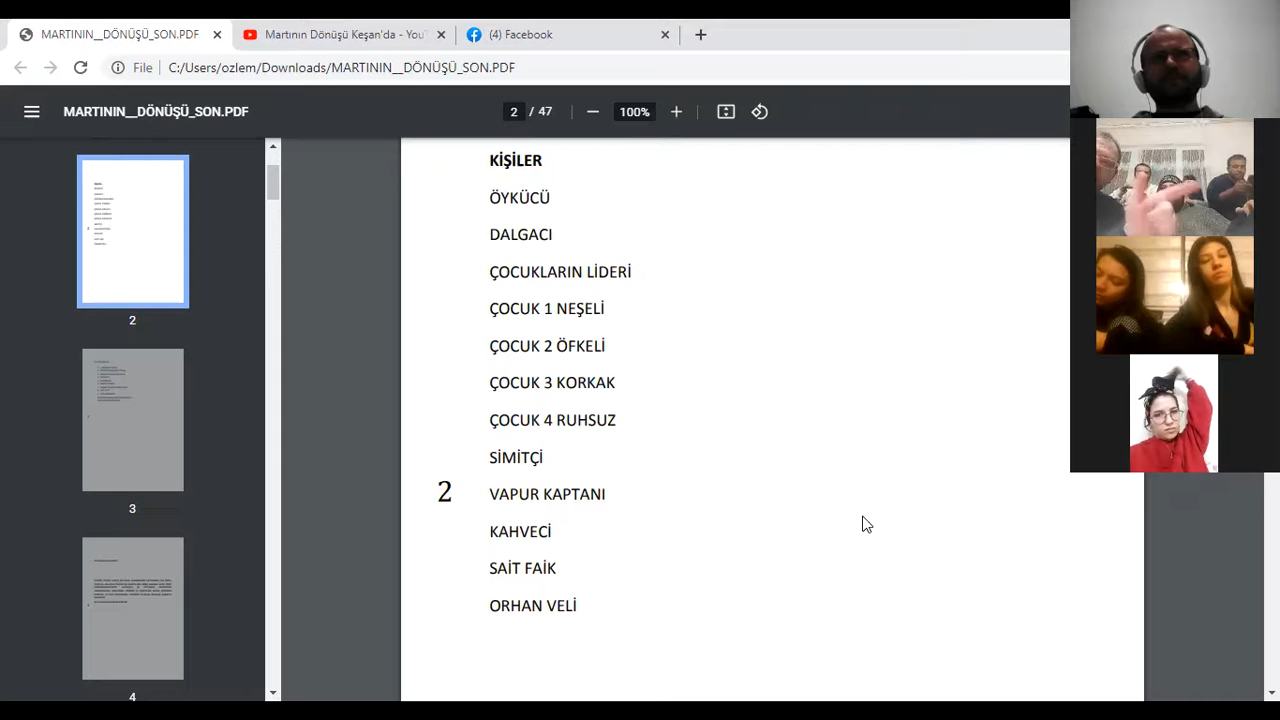 MARTININ__DÖNÜŞÜ_SON.PDF
Martının Dönüşü Keşan'da - You
(4) Facebook
File
C:/Users/ozlem/Downloads/MARTININ__DÖNÜŞÜ_SON.PDF
MARTININ__DÖNÜŞÜ_SON.PDF
2 / 47
100%
2
3
4
KİŞİLER
ÖYKÜCÜ
DALGACI
ÇOCUKLARIN LİDERİ
ÇOCUK 1 NEŞELİ
ÇOCUK 2 ÖFKELİ
ÇOCUK 3 KORKAK
ÇOCUK 4 RUHSUZ
SİMİTÇİ
2
VAPUR KAPTANI
KAHVECİ
SAİT FAİK
ORHAN VELİ